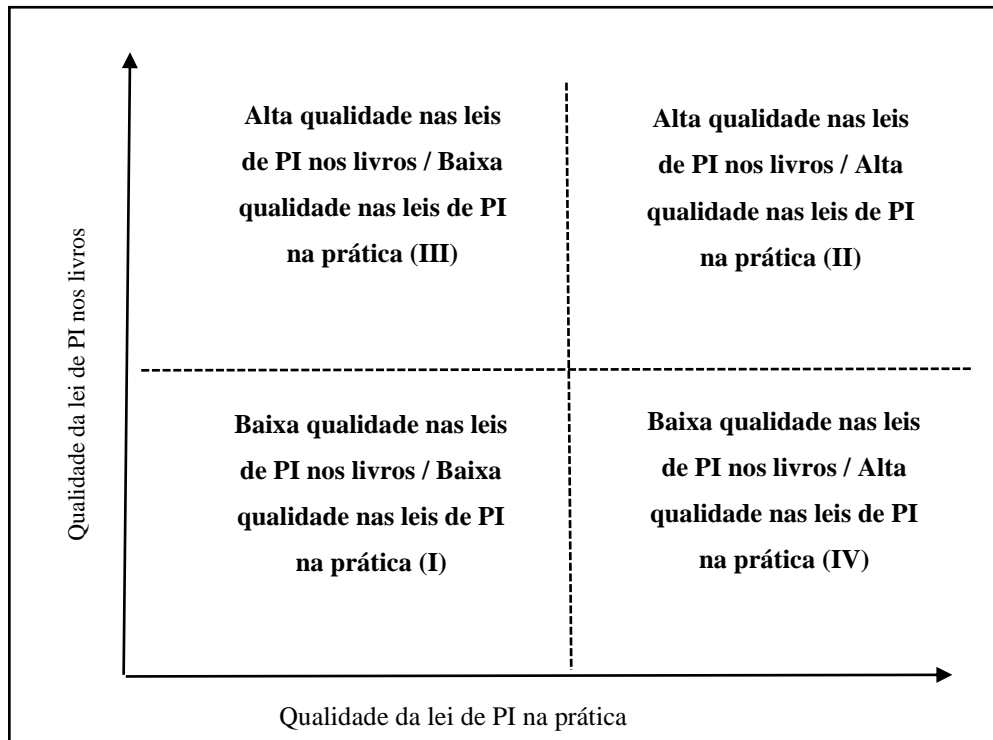 Alta qualidade nas leis
de PI nos livros / Baixa
qualidade nas leis de PI
na prática (III)
Alta qualidade nas leis
de PI nos livros / Alta
qualidade nas leis de PI
na prática (II)
Qualidade da lei de PI nos livros
Baixa qualidade nas leis
de PI nos livros / Baixa
qualidade nas leis de PI
na prática (I)
Baixa qualidade nas leis
de PI nos livros / Alta
qualidade nas leis de PI
na prática (IV)
Qualidade da lei de PI na prática